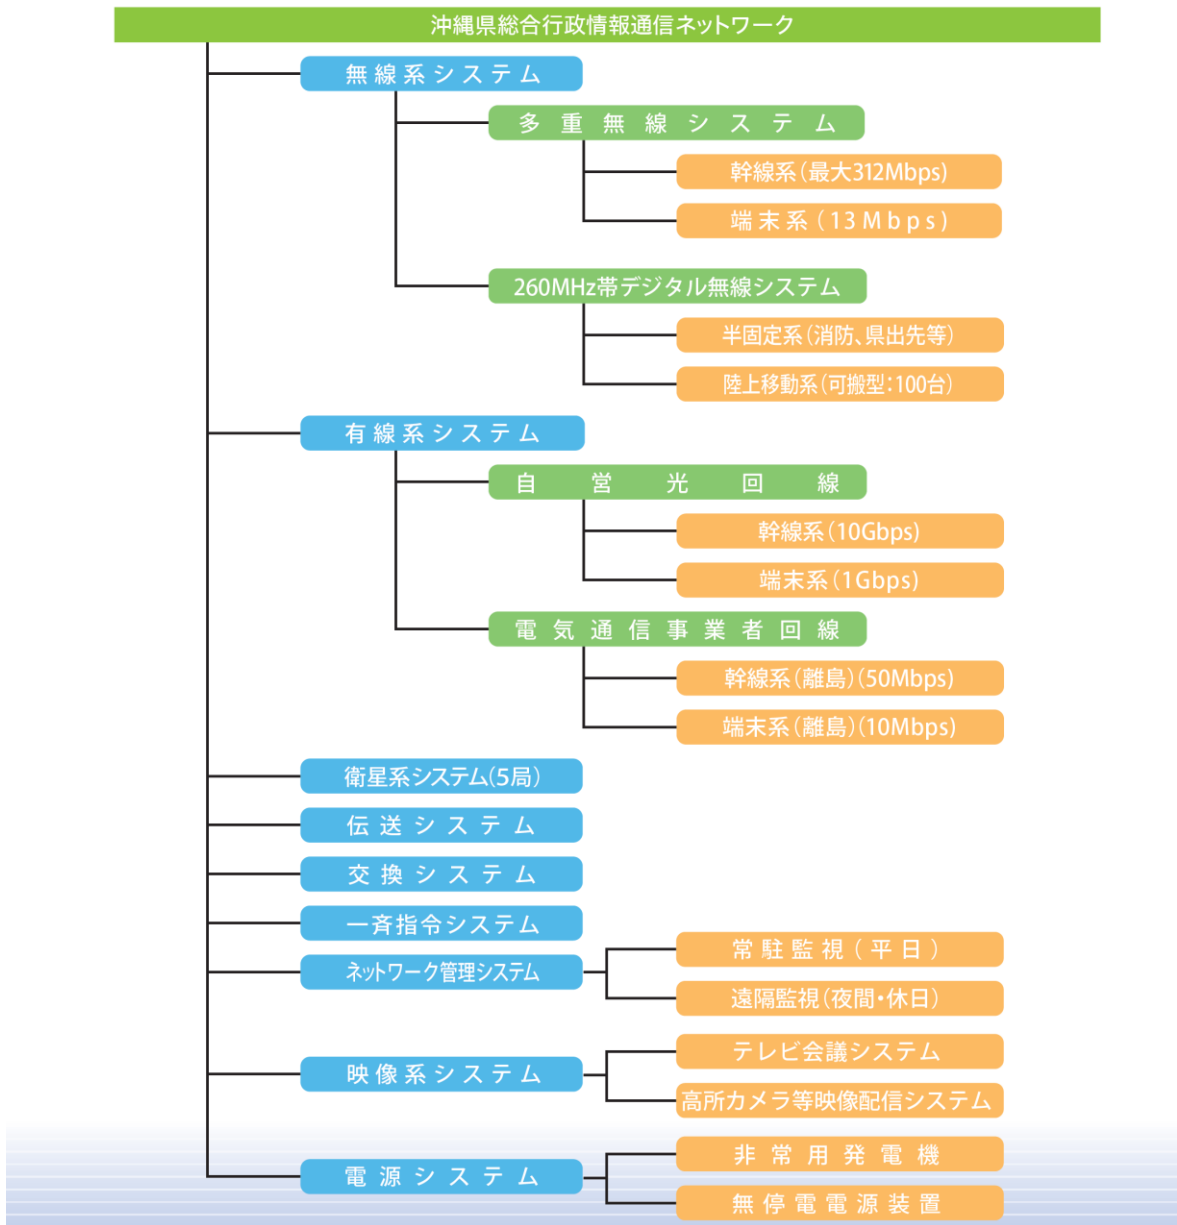 沖縄県総合行政情報通信ネットワーク
無線系システム
多重無線システム
幹線系(最大312Mbps)
端末系(13Mbps)
260MHz帯デジタル無線システム
半固定系(消防、県出先等)
陸上移動系(可搬型:100台)
有線系システム
自営光回線
幹線系(10Gbps)
端末系(1Gbps)
電気通信事業者回線
幹線系(離島)(50Mbps)
端末系(離島)(10Mbps)
衛星系システム(5局)
伝送システム
交換システム
一斉指令システム
ネットワーク管理システム
常駐監視(平日)
遠隔監視(夜間・休日)
映像系システム
テレビ会議システム
高所カメラ等映像配信システム
電源システム
非常用発電機
無停電電源装置